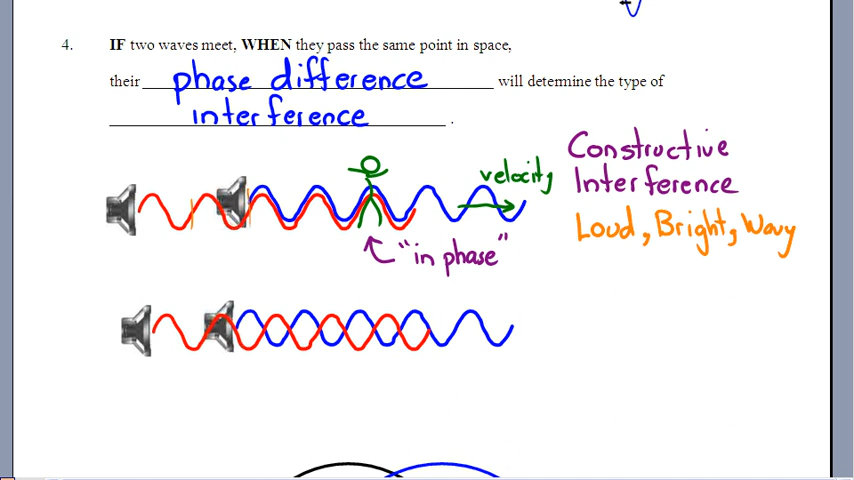 4. IF two waves meet, WHEN they pass the same point in space,
their phase difference will determine the type of
interference .
Constructive
Interference
velocity
Loud, Bright, Wavy
"in phase"